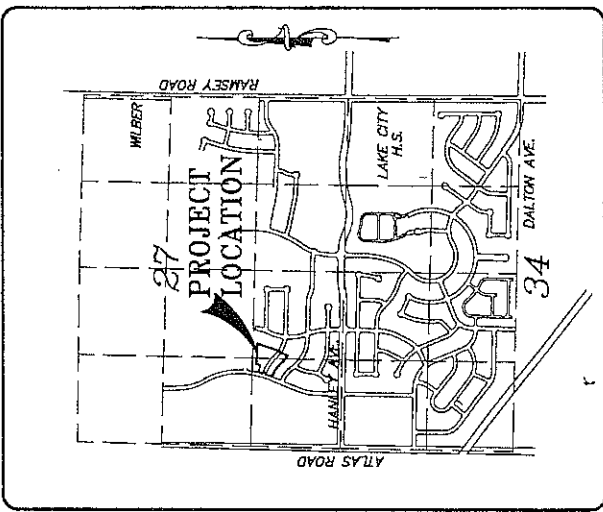 RAMSEY ROAD
WILBER
27
PROJECT
LOCATION
LAKE CITY
H.S.
HANLEY AVE.
DALTON AVE.
34
ATLAS ROAD